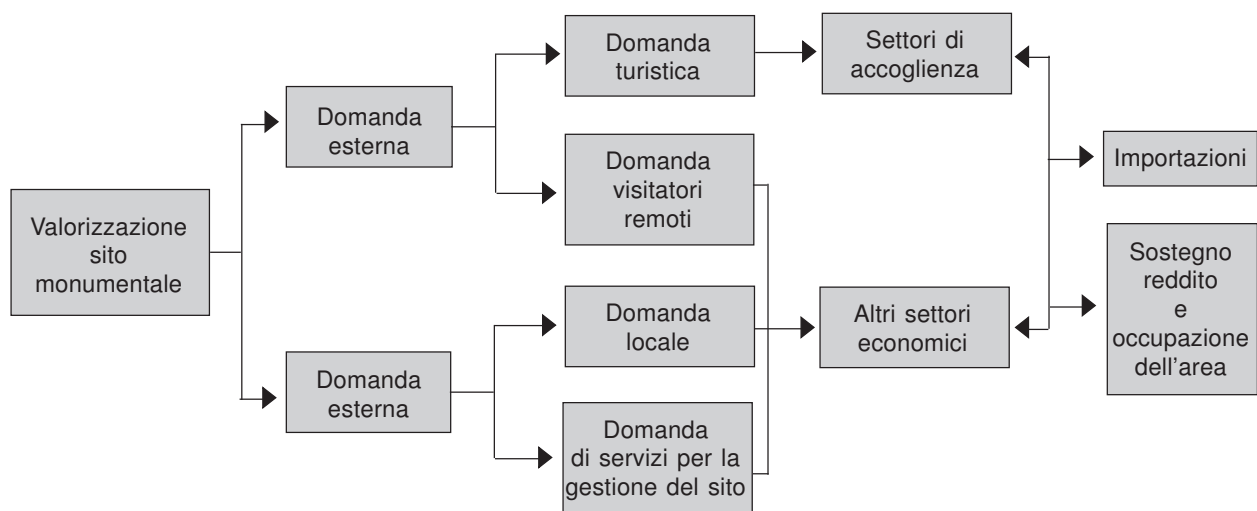 Valorizzazione
sito
monumentale
Domanda
esterna
Domanda
esterna
Domanda
turistica
Domanda
visitatori
remoti
Domanda
locale
Domanda
di servizi per la
gestione del sito
Settori di
accoglienza
Altri settori
economici
Importazioni
Sostegno
reddito
e
occupazione
dell'area